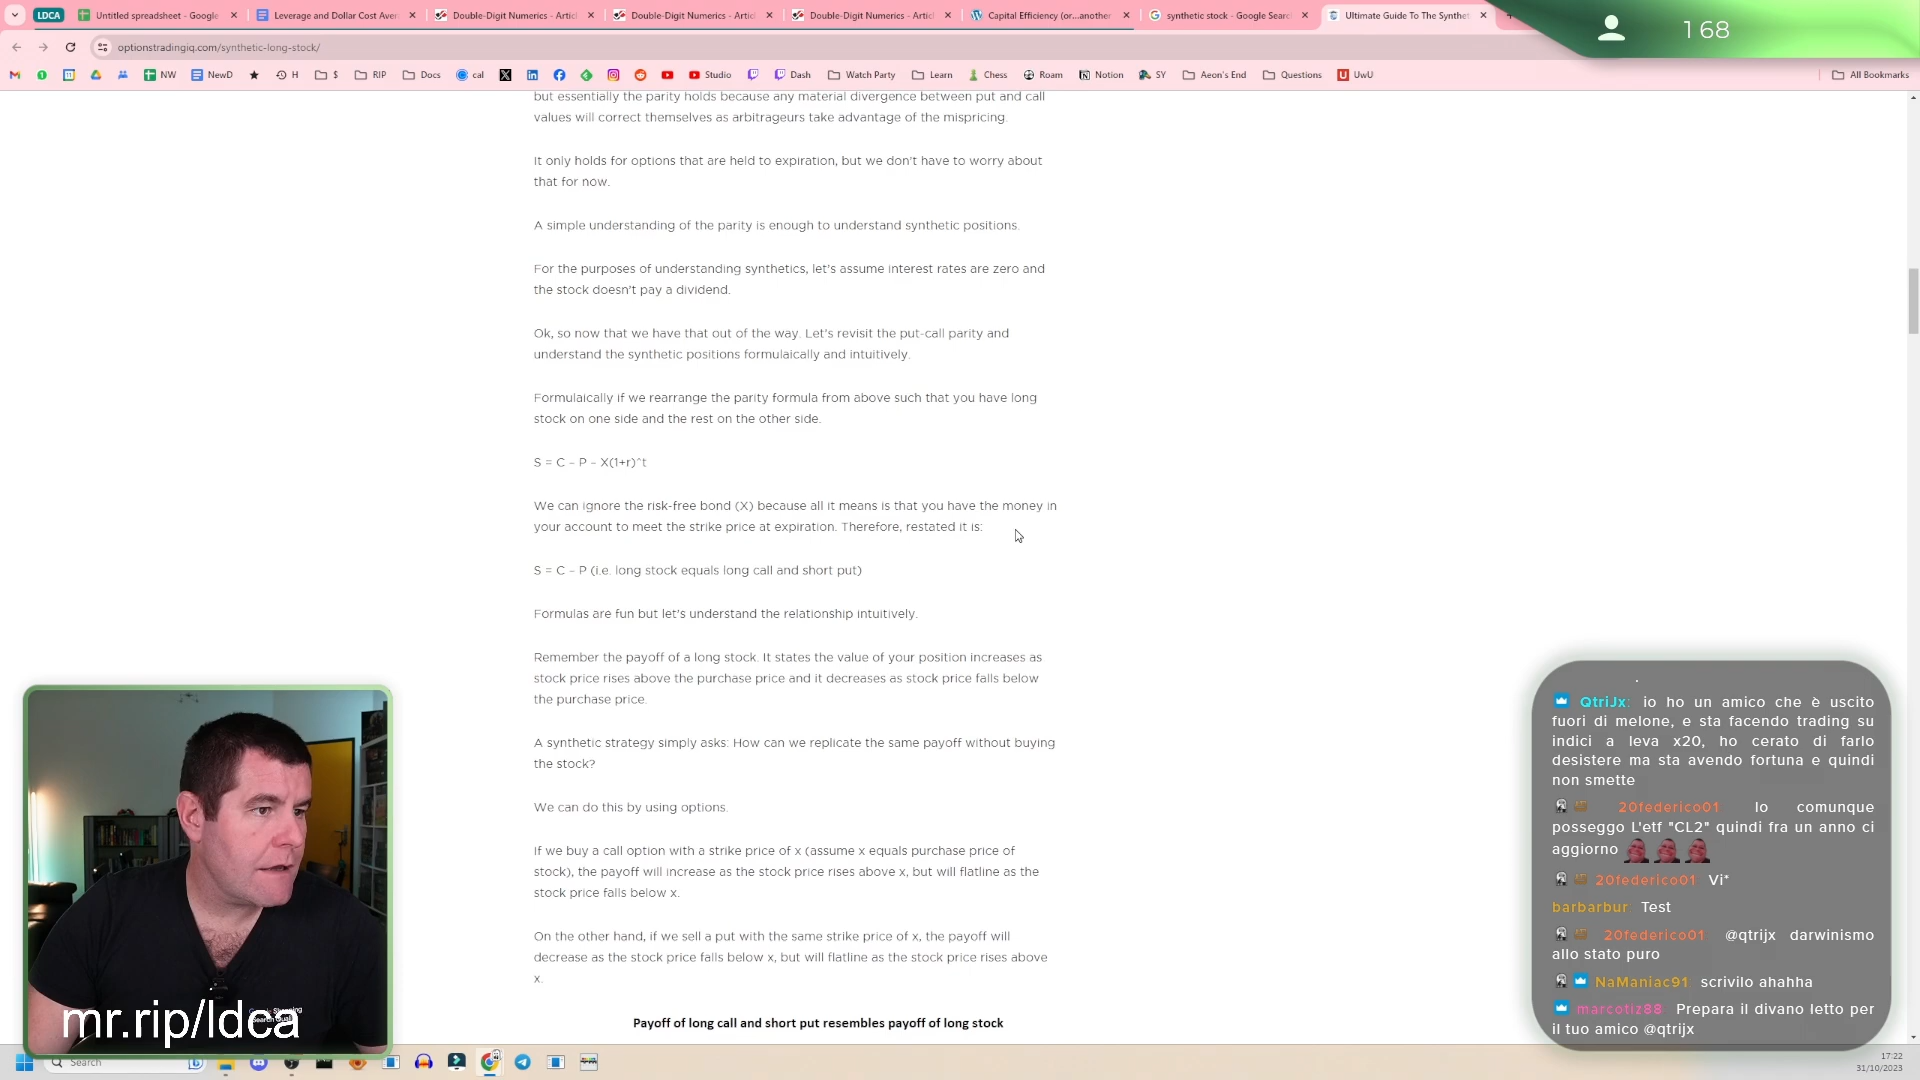 LDCA
Untitled spreadsheet - Google
Leverage and Dollar Cost Aver
Double-Digit Numerics - Articl
Double-Digit Numerics - Articl
Double-Digit Numerics - Articl
Capital Efficiency (or...another
synthetic stock - Google Searc
Ultimate Guide To The Synthet
168
optionstradingiq.com/synthetic-long-stock/
NW
NewD
H
$
RIP
Docs
cal
Studio
Dash
Watch Party
Learn
Chess
Roam
Notion
SY
Aeon's End
Questions
UwU
All Bookmarks
but essentially the parity holds because any material divergence between put and call
values will correct themselves as arbitrageurs take advantage of the mispricing.
It only holds for options that are held to expiration, but we don't have to worry about
that for now.
A simple understanding of the parity is enough to understand synthetic positions.
For the purposes of understanding synthetics, let's assume interest rates are zero and
the stock doesn't pay a dividend.
Ok, so now that we have that out of the way. Let's revisit the put-call parity and
understand the synthetic positions formulaically and intuitively.
Formulaically if we rearrange the parity formula from above such that you have long
stock on one side and the rest on the other side.
S = C – P – X(1+r)^t
We can ignore the risk-free bond (X) because all it means is that you have the money in
your account to meet the strike price at expiration. Therefore, restated it is:
S = C – P (i.e. long stock equals long call and short put)
Formulas are fun but let's understand the relationship intuitively.
Remember the payoff of a long stock. It states the value of your position increases as
stock price rises above the purchase price and it decreases as stock price falls below
the purchase price.
A synthetic strategy simply asks: How can we replicate the same payoff without buying
the stock?
We can do this by using options.
If we buy a call option with a strike price of x (assume x equals purchase price of
stock), the payoff will increase as the stock price rises above x, but will flatline as the
stock price falls below x.
On the other hand, if we sell a put with the same strike price of x, the payoff will
decrease as the stock price falls below x, but will flatline as the stock price rises above
x.
Payoff of long call and short put resembles payoff of long stock
mr.rip/ldca
QtriJx: io ho un amico che è uscito
fuori di melone, e sta facendo trading su
indici a leva x20, ho cerato di farlo
desistere ma sta avendo fortuna e quindi
non smette
20federico01 Io comunque
posseggo L'etf "CL2" quindi fra un anno ci
aggiorno
20federico01 Vi*
barbarbur Test
20federico01 @qtrijx darwinismo
allo stato puro
NaManiac91 scrivilo ahahha
marcotiz88 Prepara il divano letto per
il tuo amico @qtrijx
Search
17:22
31/10/2023